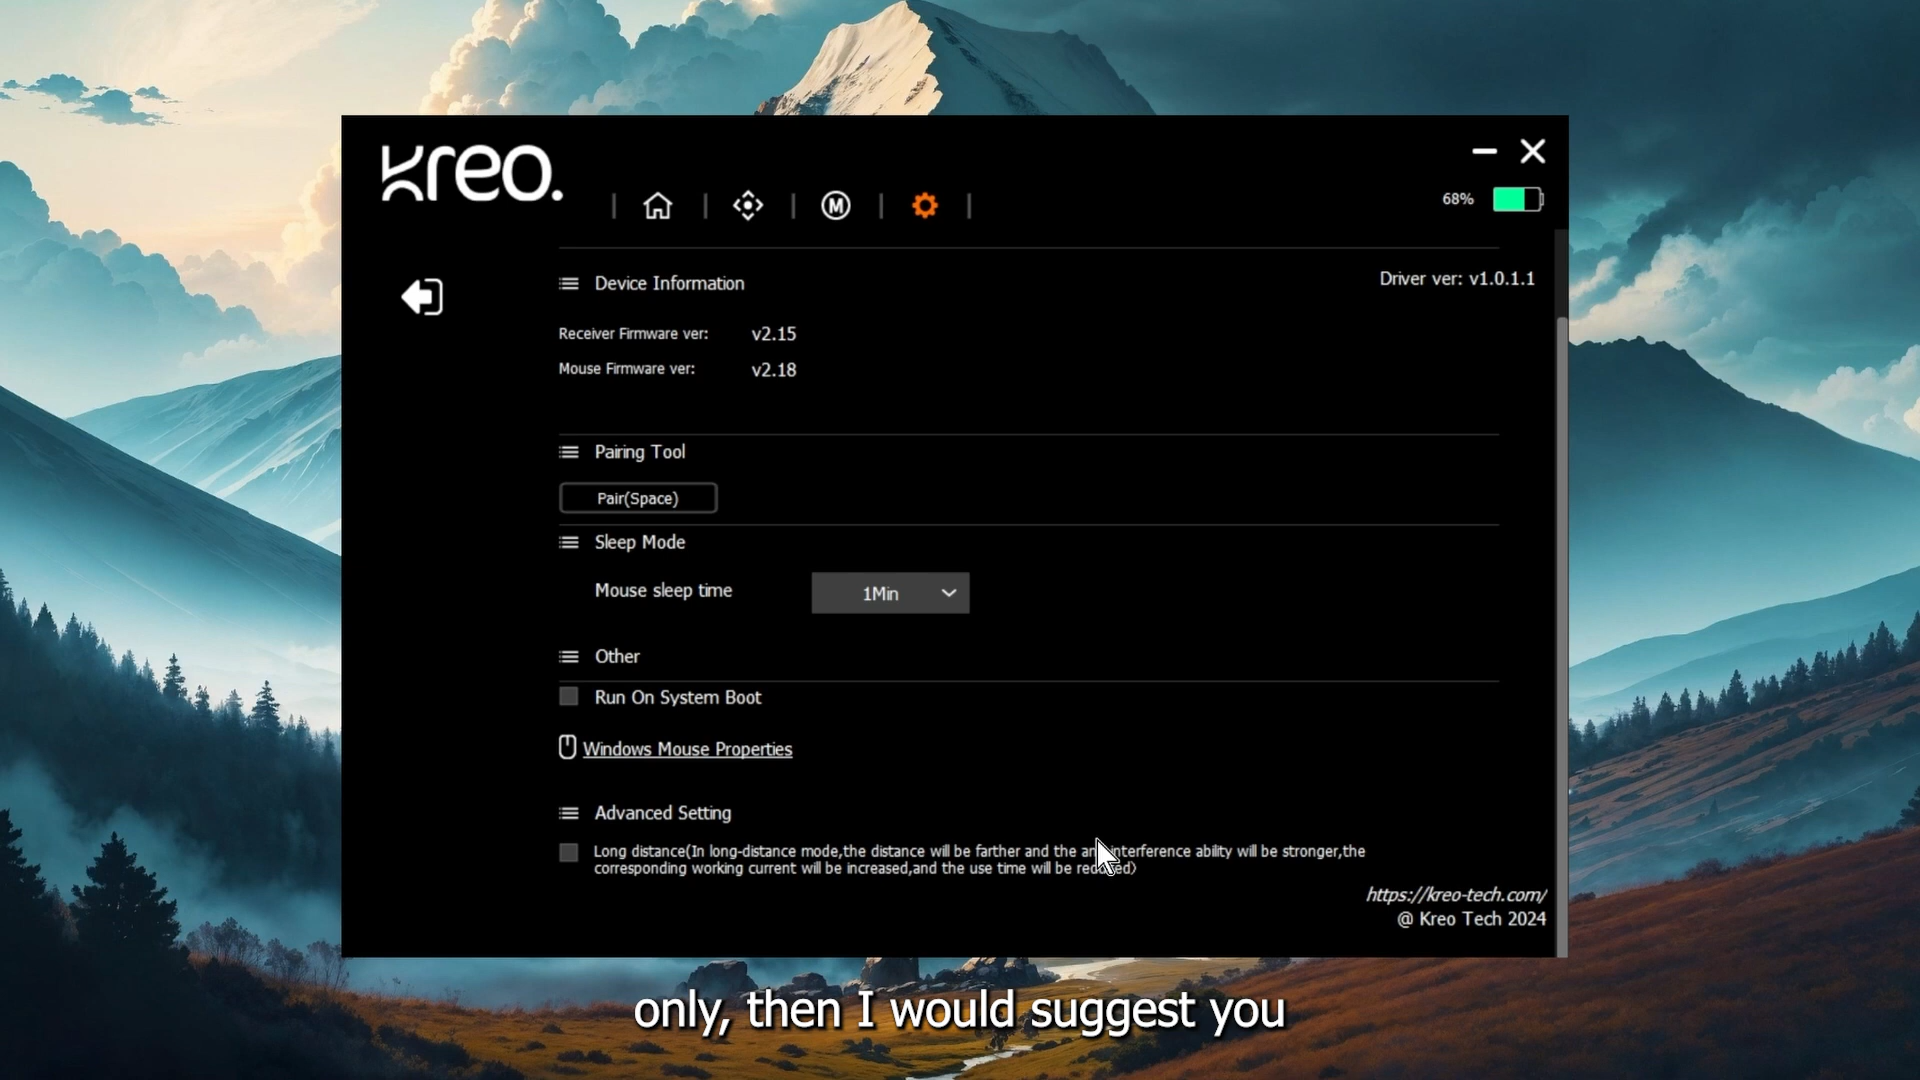 kreo.
M
68%
Device Information
Driver ver: v1.0.1.1
Receiver Firmware ver: v2.15
Mouse Firmware ver: v2.18
Pairing Tool
Pair(Space)
Sleep Mode
Mouse sleep time 1Min
Other
Run On System Boot
Windows Mouse Properties
Advanced Setting
Long distance(In long-distance mode,the distance will be farther and the interference ability will be stronger,the
corresponding working current will be increased,and the use time will be
https://kreo-tech.com/
@ Kreo Tech 2024
only, then I would suggest you